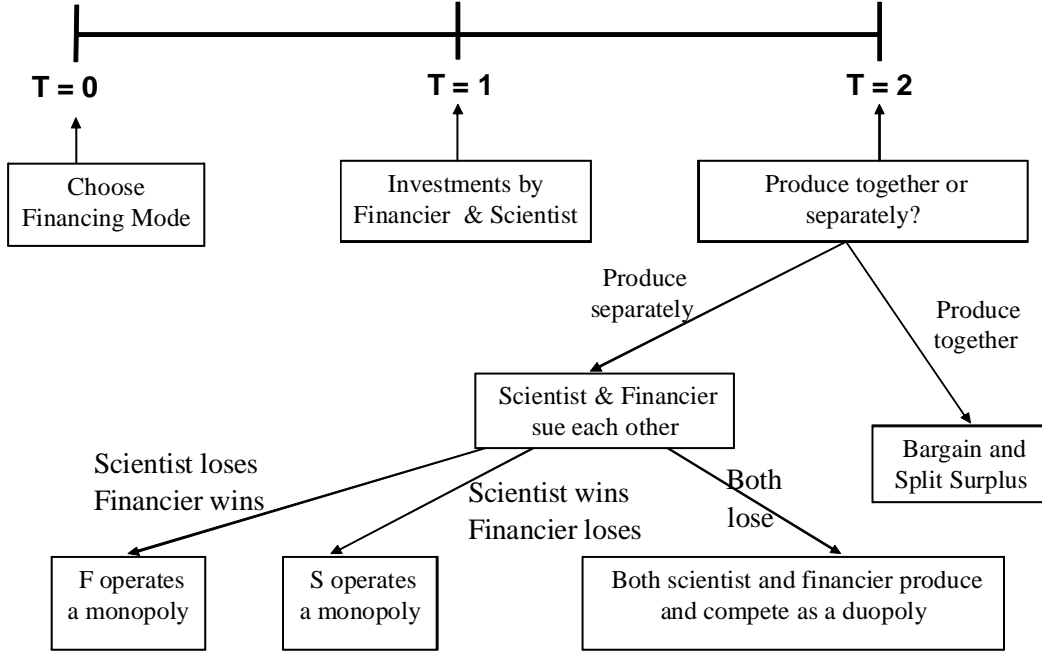 T = 0
T = 1
T = 2
Choose
Financing Mode
Investments by
Financier & Scientist
Produce together or
separately?
Produce
separately
Produce
together
Scientist & Financier
sue each other
Bargain and
Split Surplus
Scientist loses
Financier wins
Scientist wins
Financier loses
Both
lose
F operates
a monopoly
S operates
a monopoly
Both scientist and financier produce
and compete as a duopoly